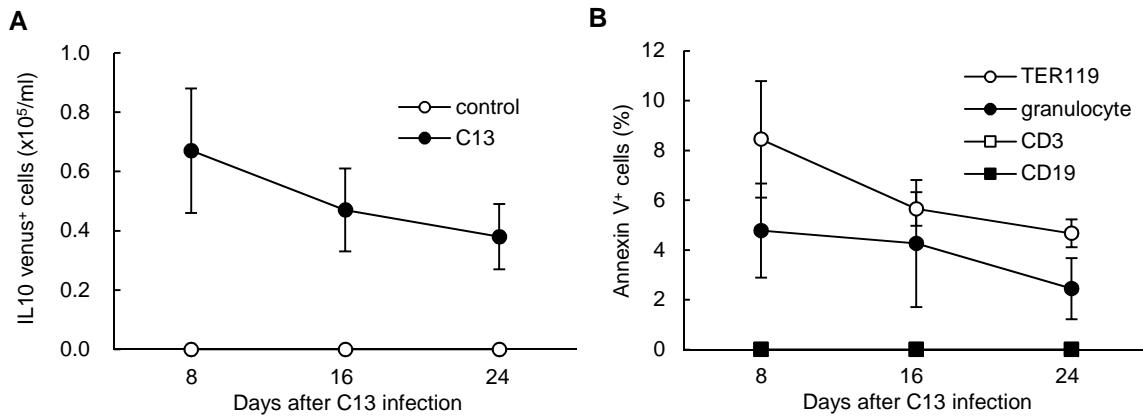 A
IL10 venus⁺ cells (x10⁵/ml)
1.0
0.8
0.6
0.4
0.2
0.0
control
C13
8 16 24
Days after C13 infection
B
Annexin V⁺ cells (%)
12
10
8
6
4
2
0
TER119
granulocyte
CD3
CD19
8 16 24
Days after C13 infection